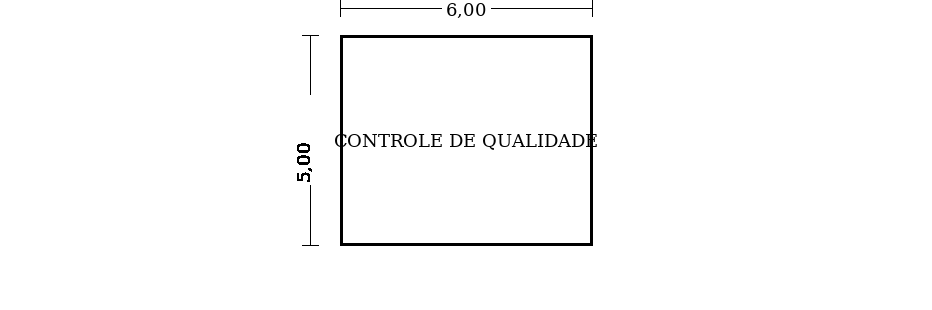 6,00
CONTROLE DE QUALIDADE
5,00